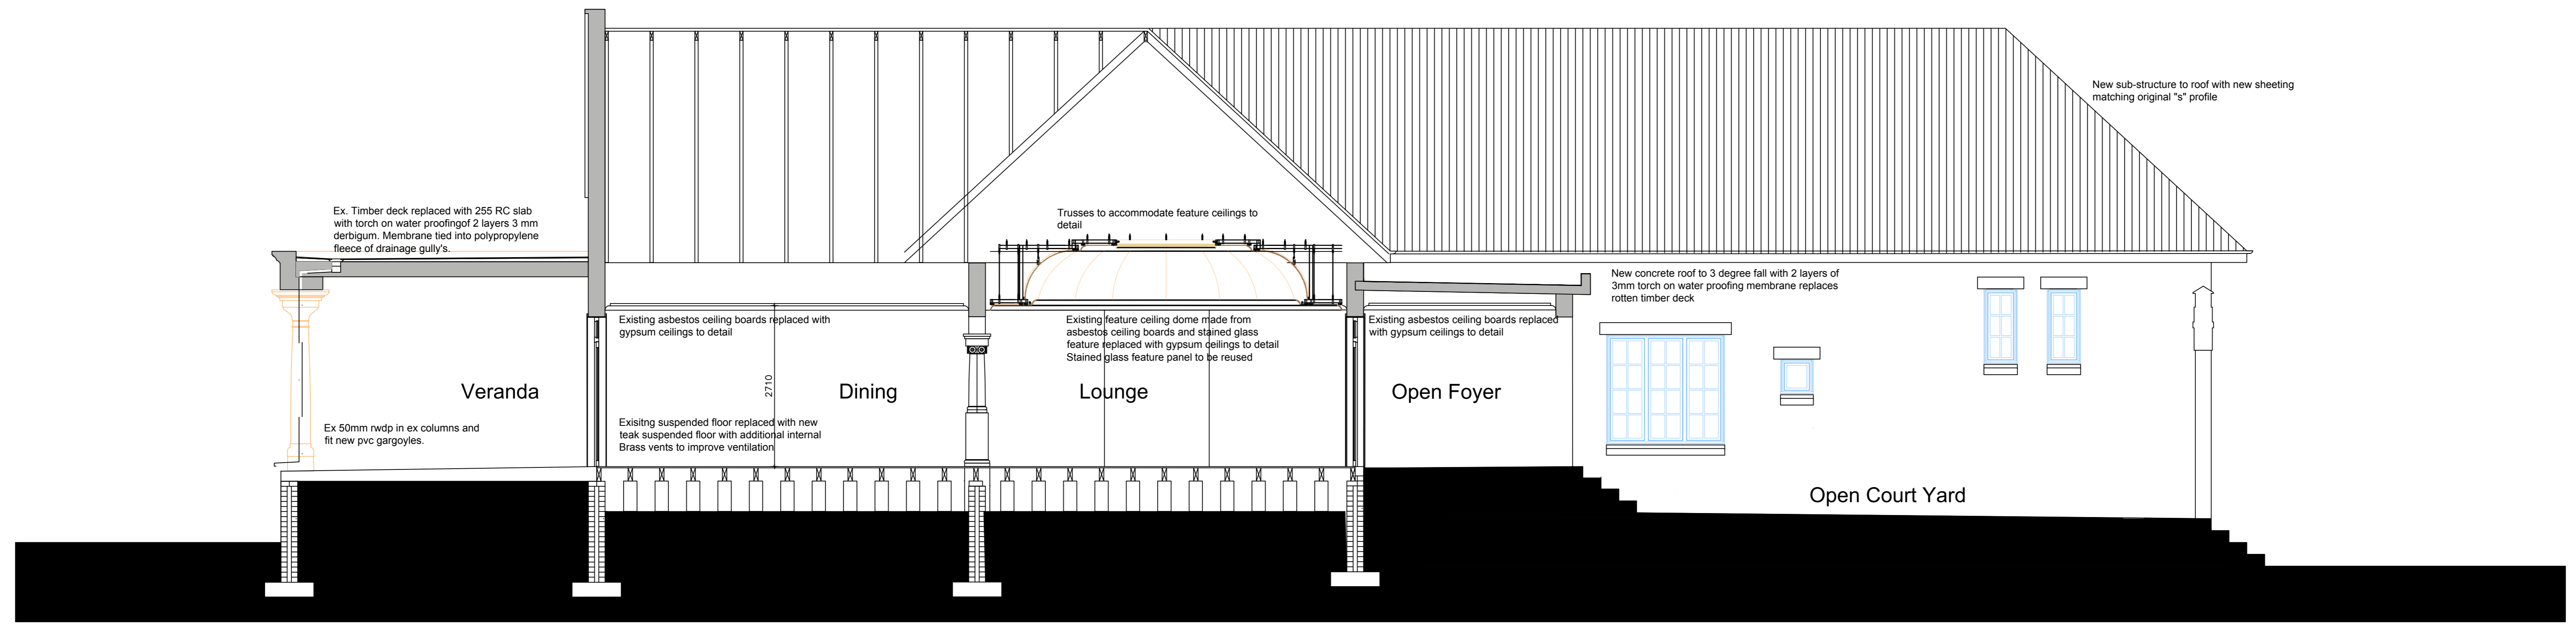 New sub-structure to roof with new sheeting
matching original "s" profile
Ex. Timber deck replaced with 255 RC slab
with torch on water proofingof 2 layers 3 mm
derbigum. Membrane tied into polypropylene
fleece of drainage gully's.
Trusses to accommodate feature ceilings to
detail
New concrete roof to 3 degree fall with 2 layers of
3mm torch on water proofing membrane replaces
rotten timber deck
Existing asbestos ceiling boards replaced with
gypsum ceilings to detail
Existing feature ceiling dome made from
asbestos ceiling boards and stained glass
feature replaced with gypsum ceilings to detail
Stained glass feature panel to be reused
Existing asbestos ceiling boards replaced
with gypsum ceilings to detail
Veranda
2710
Dining
Lounge
Open Foyer
Ex 50mm rwdp in ex columns and
fit new pvc gargoyles.
Exisitng suspended floor replaced with new
teak suspended floor with additional internal
Brass vents to improve ventilation
Open Court Yard